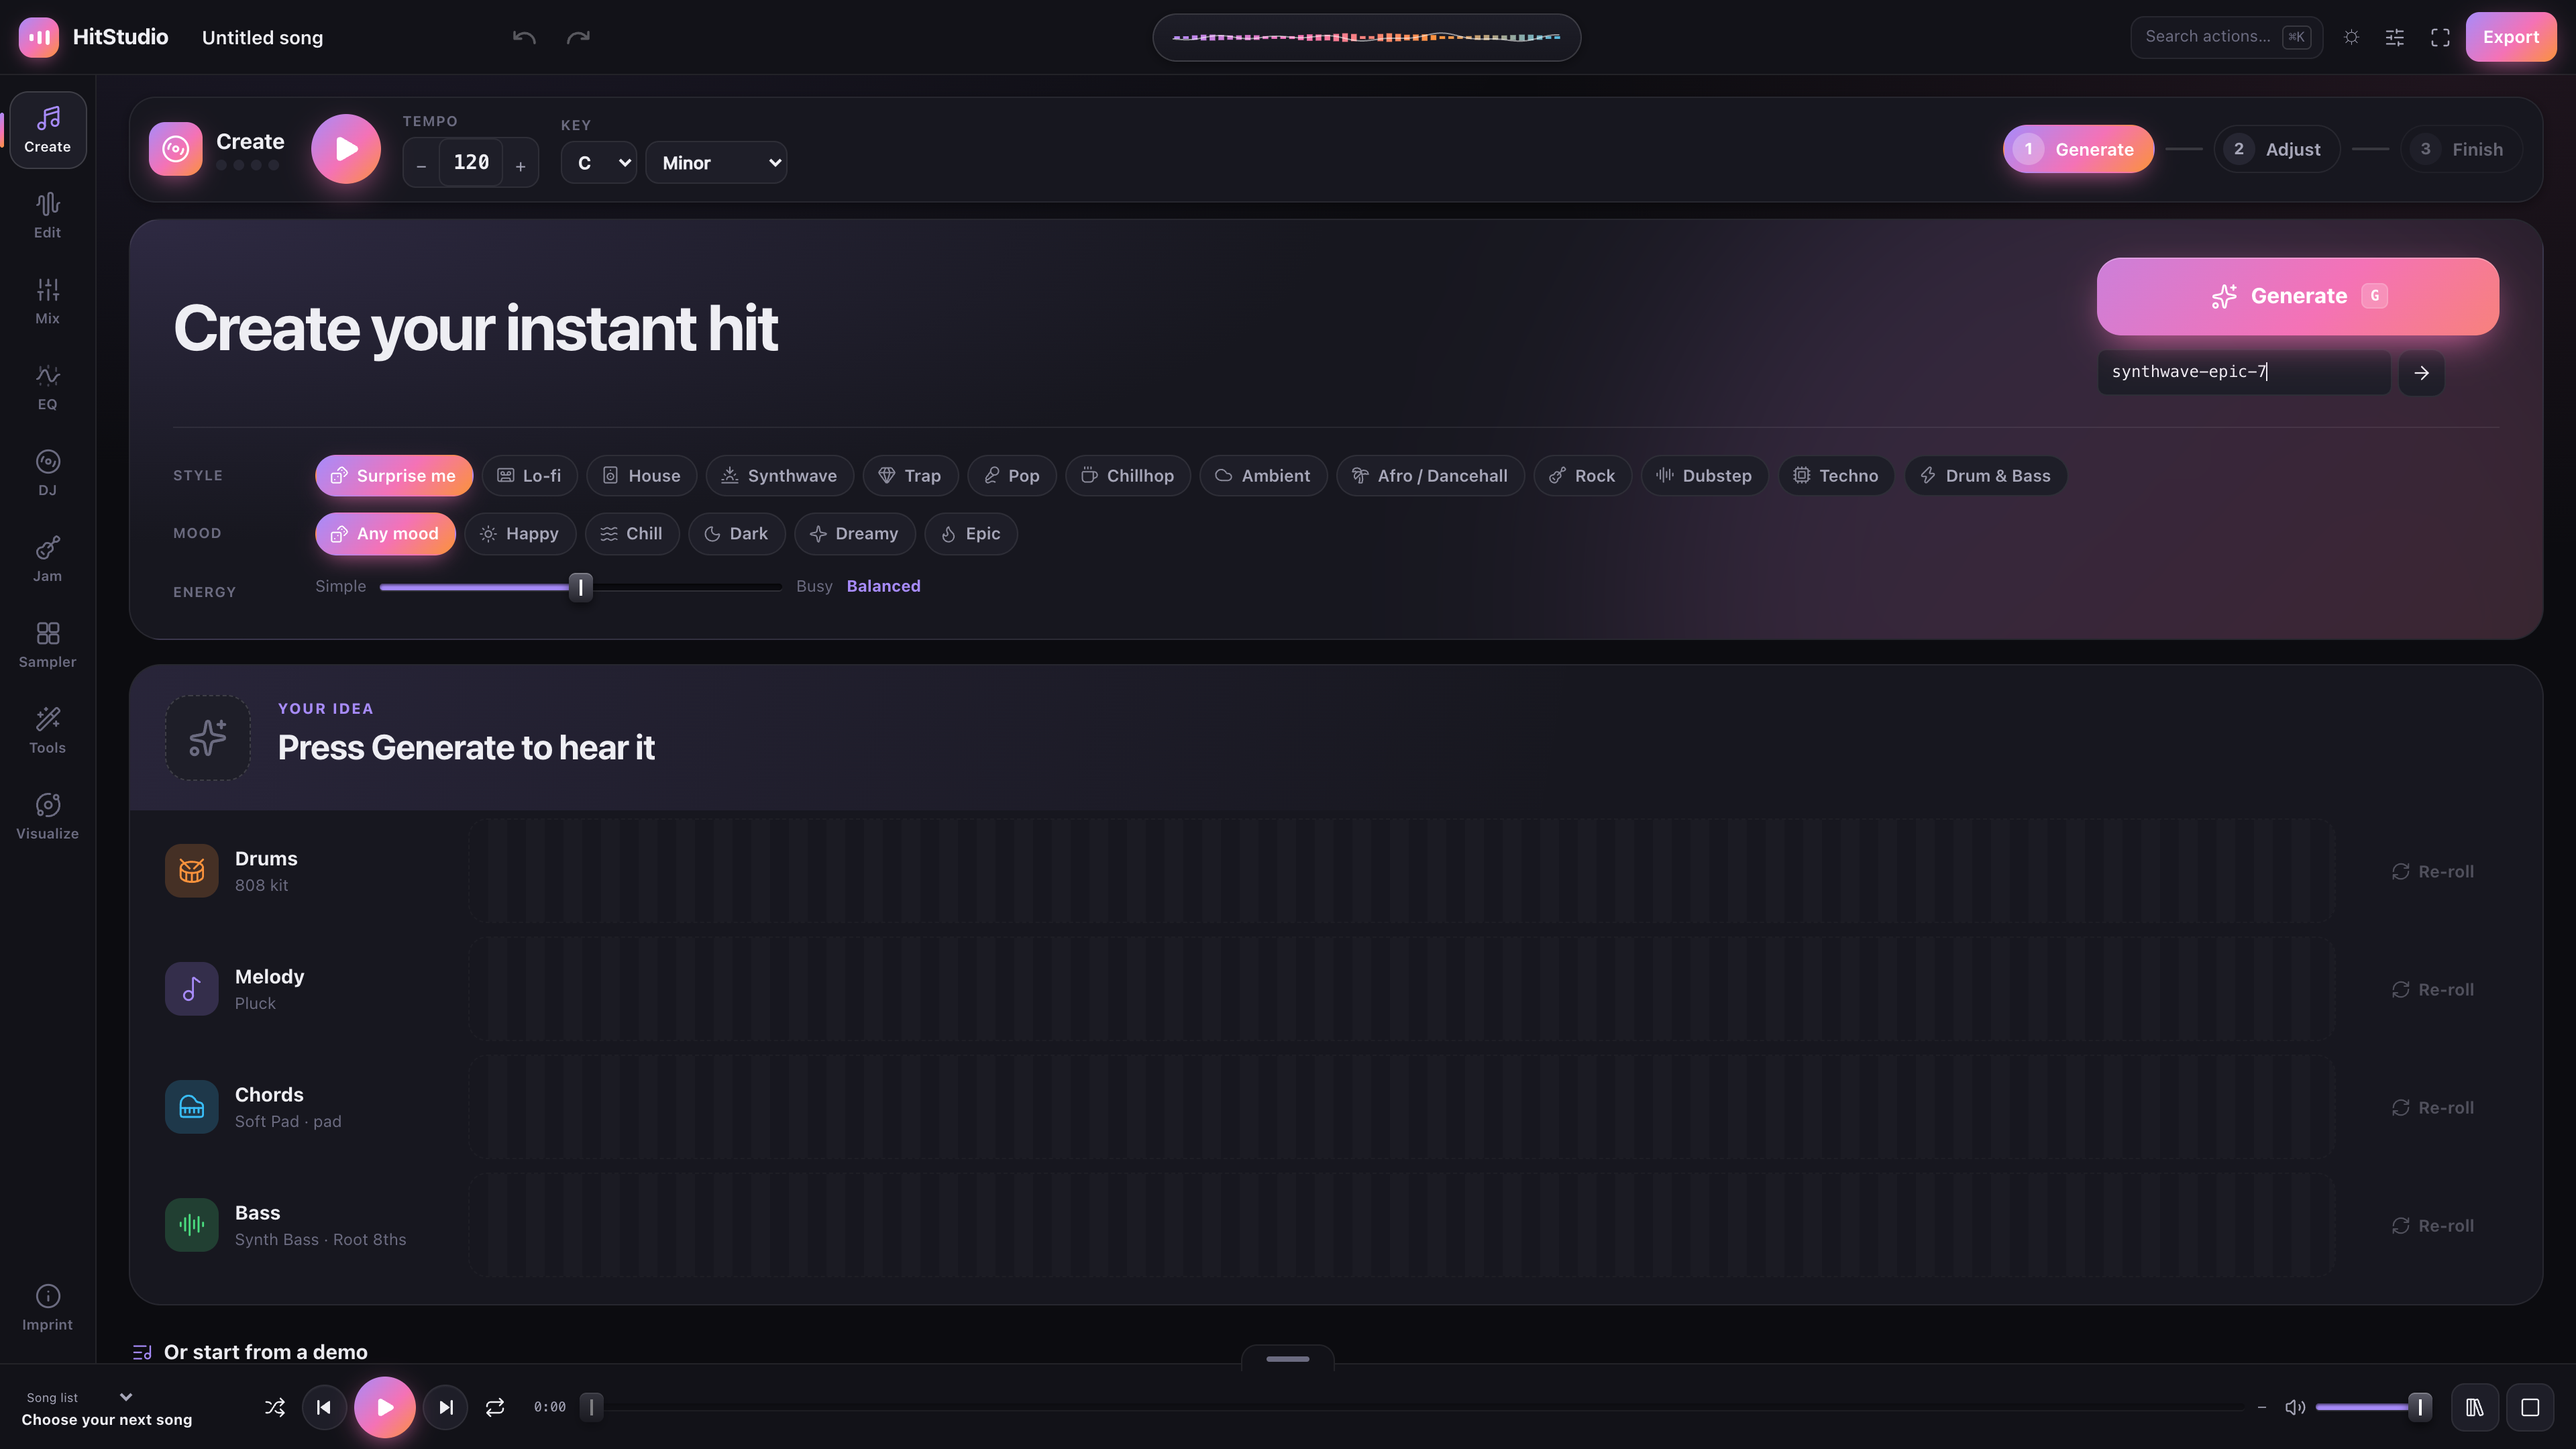 HitStudio Untitled song Search actions... ⌘K Export
Create
Edit
Mix
EQ
DJ
Jam
Sampler
Tools
Visualize
Imprint
Create
TEMPO
− 120 +
KEY
C Minor
1 Generate 2 Adjust 3 Finish
Create your instant hit
Generate G
synthwave-epic-7
STYLE Surprise me Lo-fi House Synthwave Trap Pop Chillhop Ambient Afro / Dancehall Rock Dubstep Techno Drum & Bass
MOOD Any mood Happy Chill Dark Dreamy Epic
ENERGY Simple Busy Balanced
YOUR IDEA
Press Generate to hear it
Drums
808 kit
Re-roll
Melody
Pluck
Re-roll
Chords
Soft Pad · pad
Re-roll
Bass
Synth Bass · Root 8ths
Re-roll
Or start from a demo
Song list
Choose your next song
0:00 –